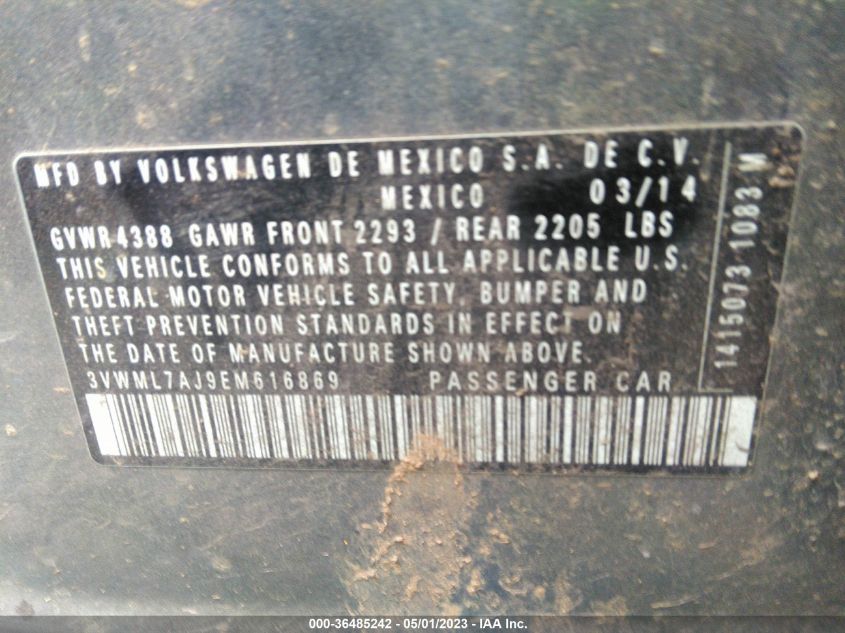 MFD BY VOLKSWAGEN DE MEXICO S.A. DE C.V.
MEXICO 03/14
GVWR 4388 GAWR FRONT 2293 / REAR 2205 LBS
THIS VEHICLE CONFORMS TO ALL APPLICABLE U.S.
FEDERAL MOTOR VEHICLE SAFETY, BUMPER AND
THEFT PREVENTION STANDARDS IN EFFECT ON
THE DATE OF MANUFACTURE SHOWN ABOVE.
3VWML7AJ9EM616869 PASSENGER CAR
1415073 1083 M
000-36485242 - 05/01/2023 - IAA Inc.